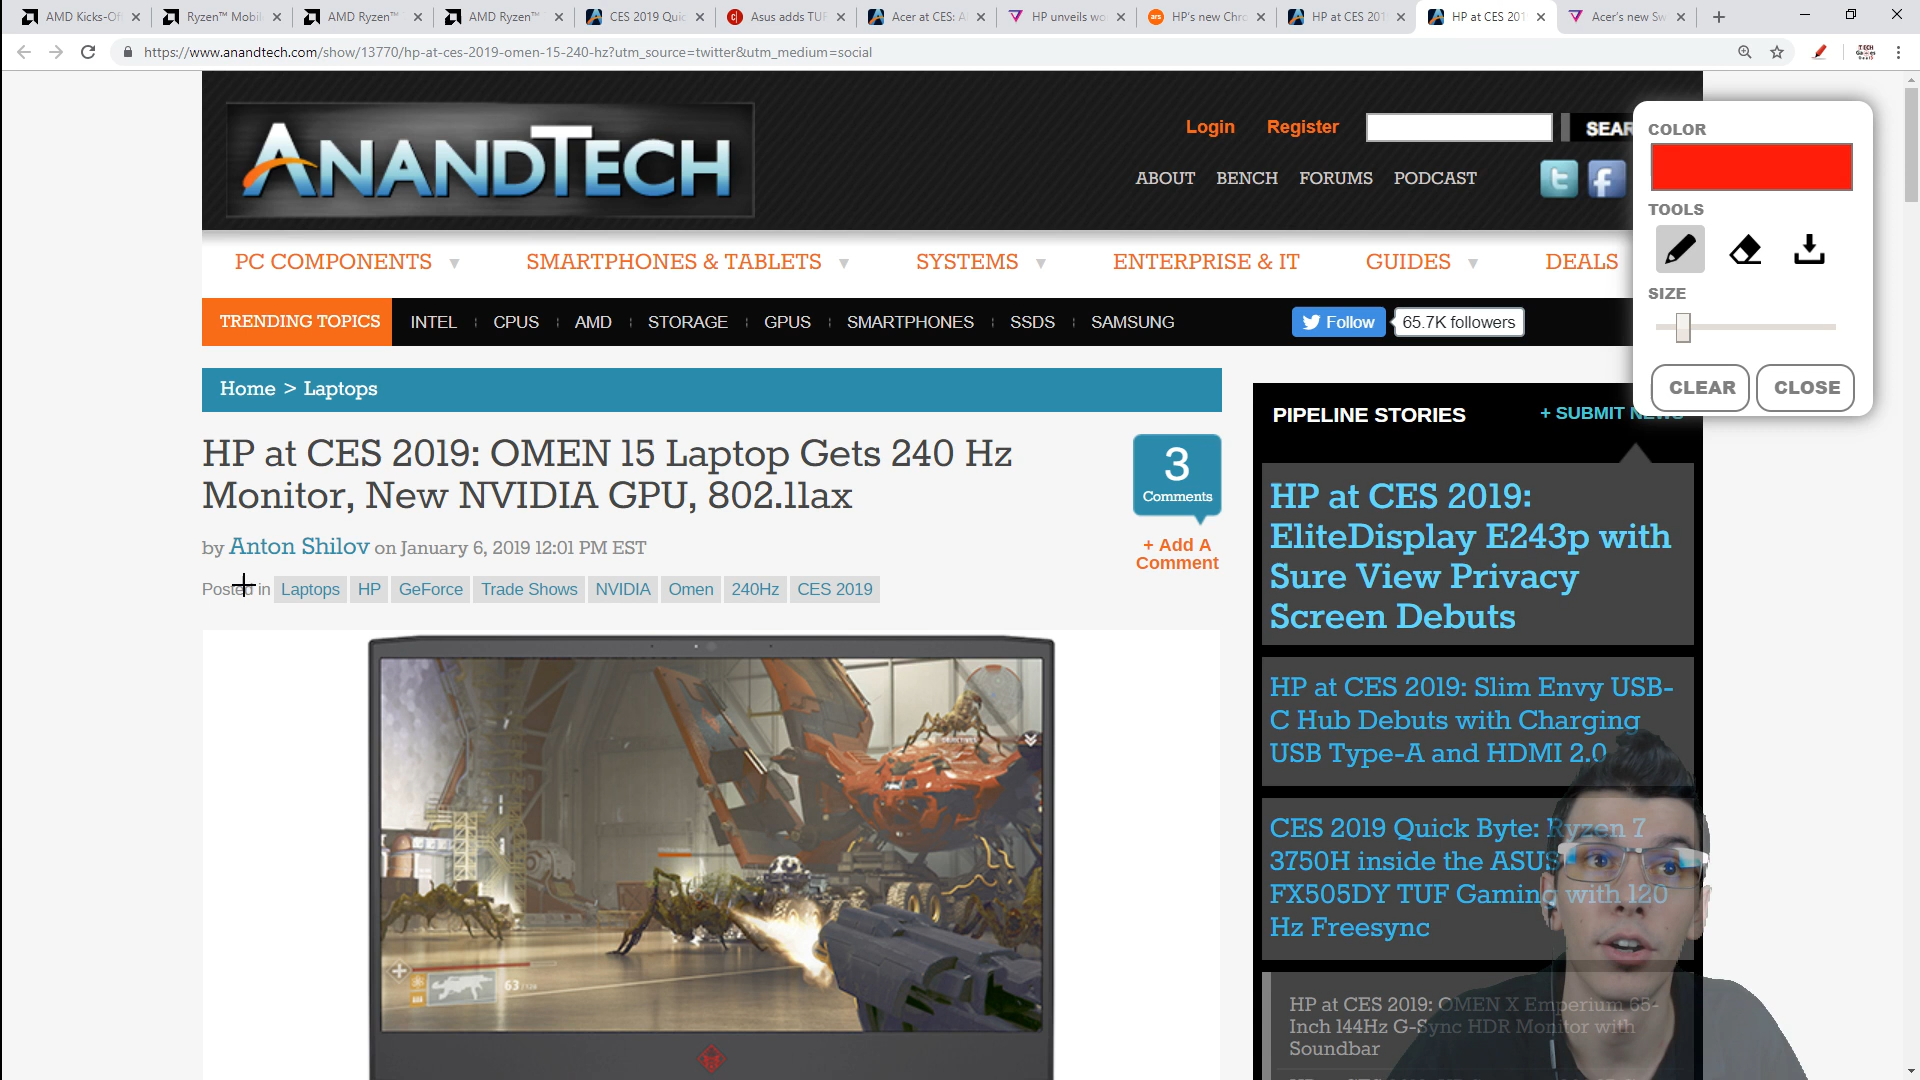 AMD Kicks-Of
Ryzen™ Mobil
AMD Ryzen™
AMD Ryzen™
CES 2019 Quic
Asus adds TUF
Acer at CES: A
HP unveils wo
HP's new Chro
HP at CES 201
HP at CES 201
Acer's new Sw
https://www.anandtech.com/show/13770/hp-at-ces-2019-omen-15-240-hz?utm_source=twitter&utm_medium=social
ANANDTECH
Login Register SEAR
ABOUT BENCH FORUMS PODCAST
COLOR
TOOLS
SIZE
CLEAR CLOSE
PC COMPONENTS SMARTPHONES & TABLETS SYSTEMS ENTERPRISE & IT GUIDES DEALS
TRENDING TOPICS INTEL CPUS AMD STORAGE GPUS SMARTPHONES SSDS SAMSUNG Follow 65.7K followers
Home > Laptops
HP at CES 2019: OMEN 15 Laptop Gets 240 Hz
Monitor, New NVIDIA GPU, 802.11ax
by Anton Shilov on January 6, 2019 12:01 PM EST
Posted in Laptops HP GeForce Trade Shows NVIDIA Omen 240Hz CES 2019
3
Comments
+ Add A
Comment
63
PIPELINE STORIES + SUBMIT NEWS
HP at CES 2019:
EliteDisplay E243p with
Sure View Privacy
Screen Debuts
HP at CES 2019: Slim Envy USB-
C Hub Debuts with Charging
USB Type-A and HDMI 2.0
CES 2019 Quick Byte: Ryzen 7
3750H inside the ASUS
FX505DY TUF Gaming with 120
Hz Freesync
HP at CES 2019: OMEN X Emperium 65-
Inch 144Hz G-Sync HDR Monitor with
Soundbar